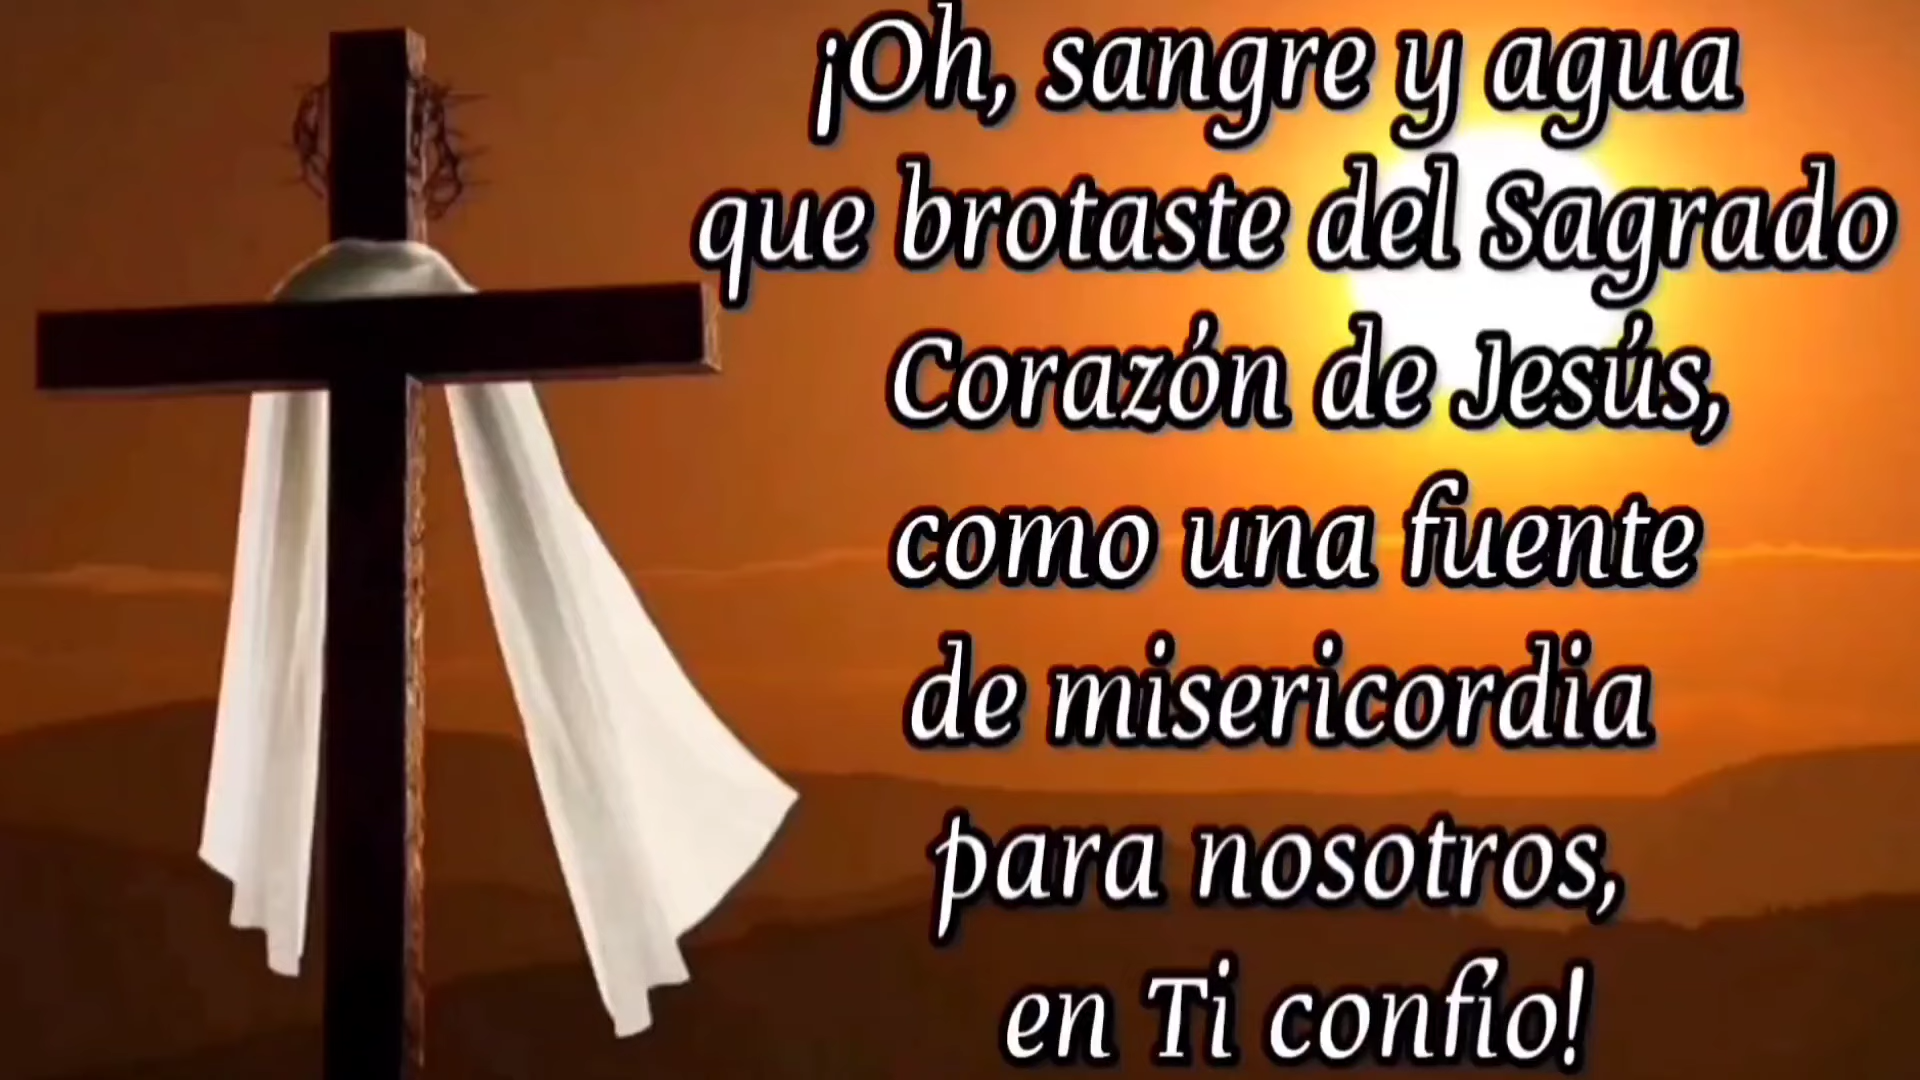 ¡Oh, sangre y agua
que brotaste del Sagrado
Corazón de Jesús,
como una fuente
de misericordia
para nosotros,
en Ti confío!